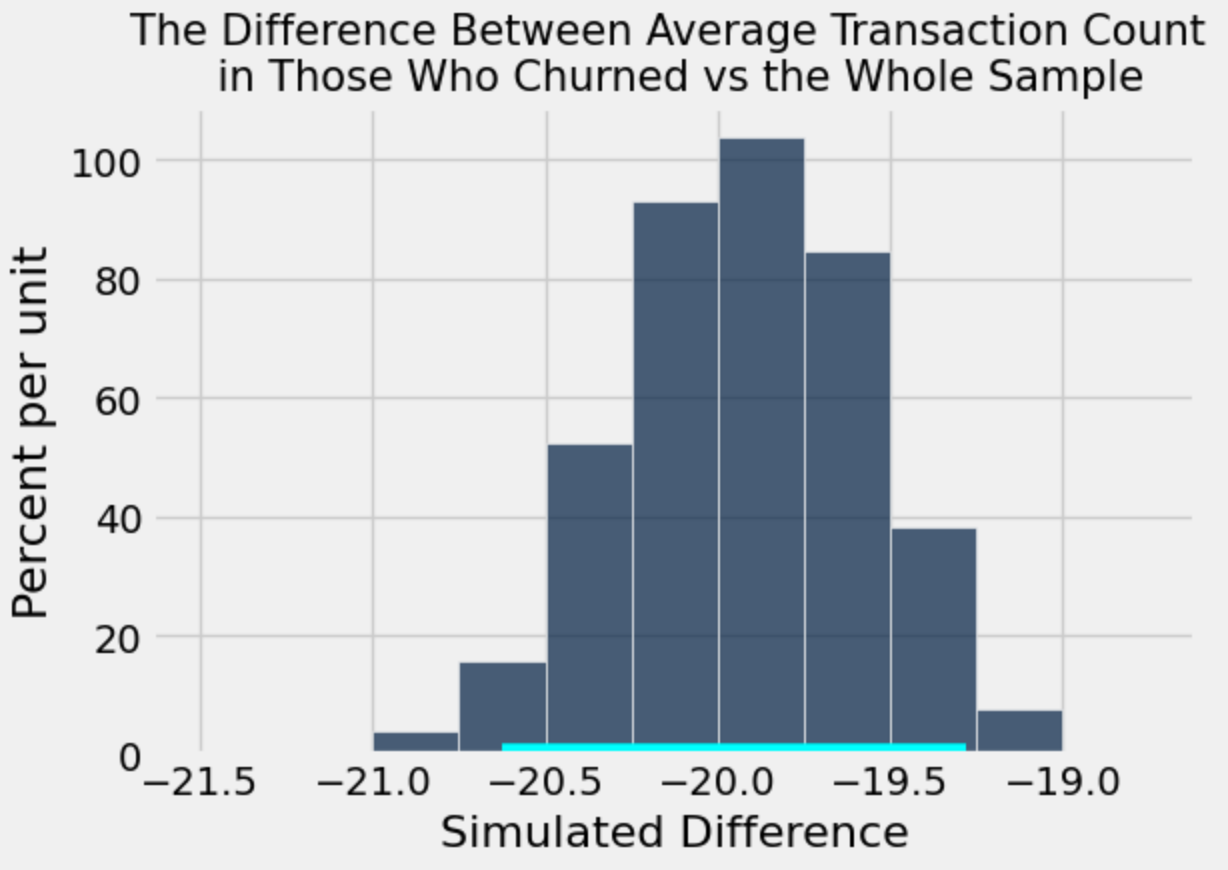 The Difference Between Average Transaction Count
in Those Who Churned vs the Whole Sample
Percent per unit
100
80
60
40
20
0
−21.5 −21.0 −20.5 −20.0 −19.5 −19.0
Simulated Difference